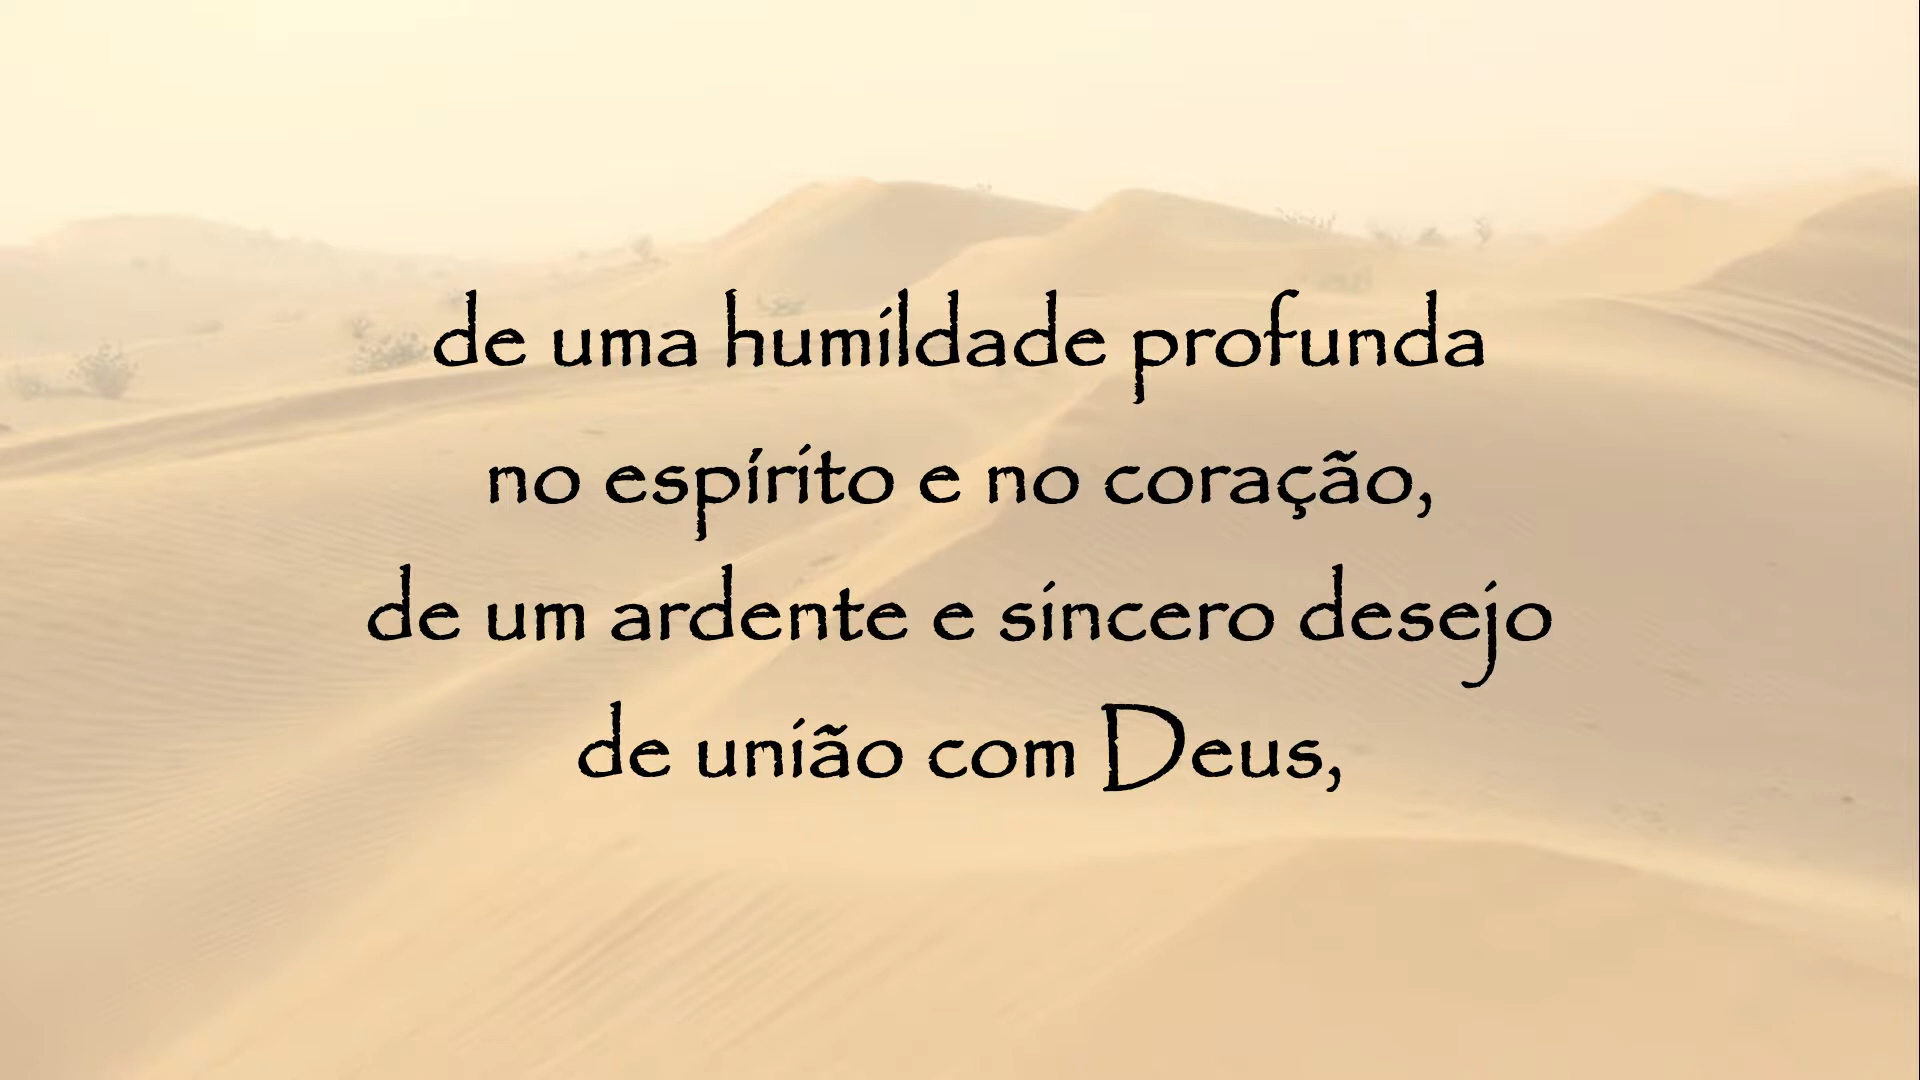 de uma humildade profunda
no espírito e no coração,
de um ardente e sincero desejo
de união com Deus,